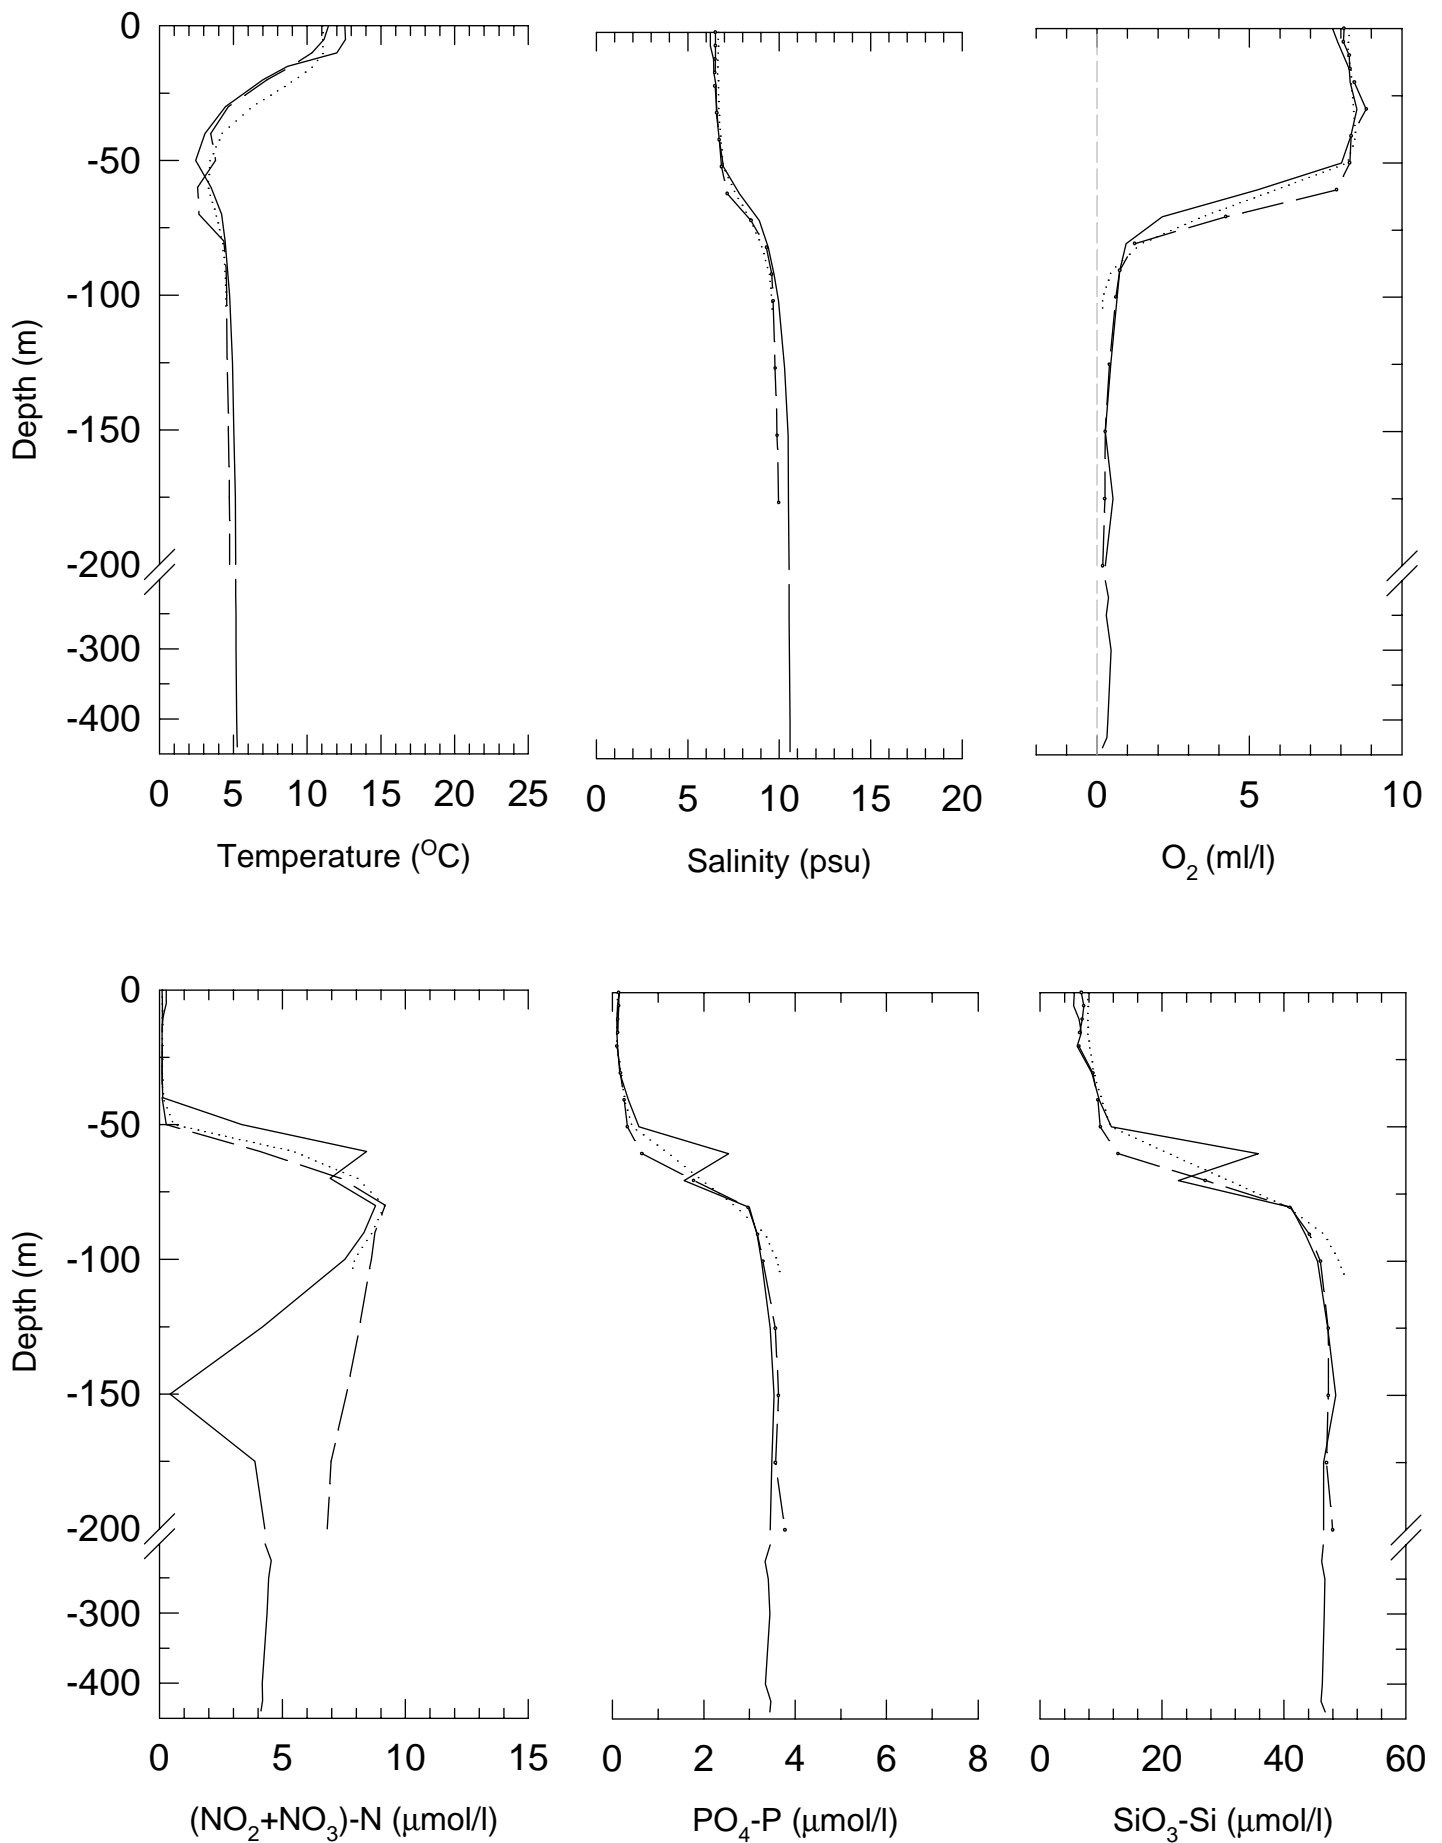 0
-50
-100
-150
-200
-300
-400
Depth (m)
0 5 10 15 20 25
Temperature (ᴼC)
0 5 10 15 20
Salinity (psu)
0 5 10
O₂ (ml/l)
0
-50
-100
-150
-200
-300
-400
Depth (m)
0 5 10 15
(NO₂+NO₃)-N (μmol/l)
0 2 4 6 8
PO₄-P (μmol/l)
0 20 40 60
SiO₃-Si (μmol/l)